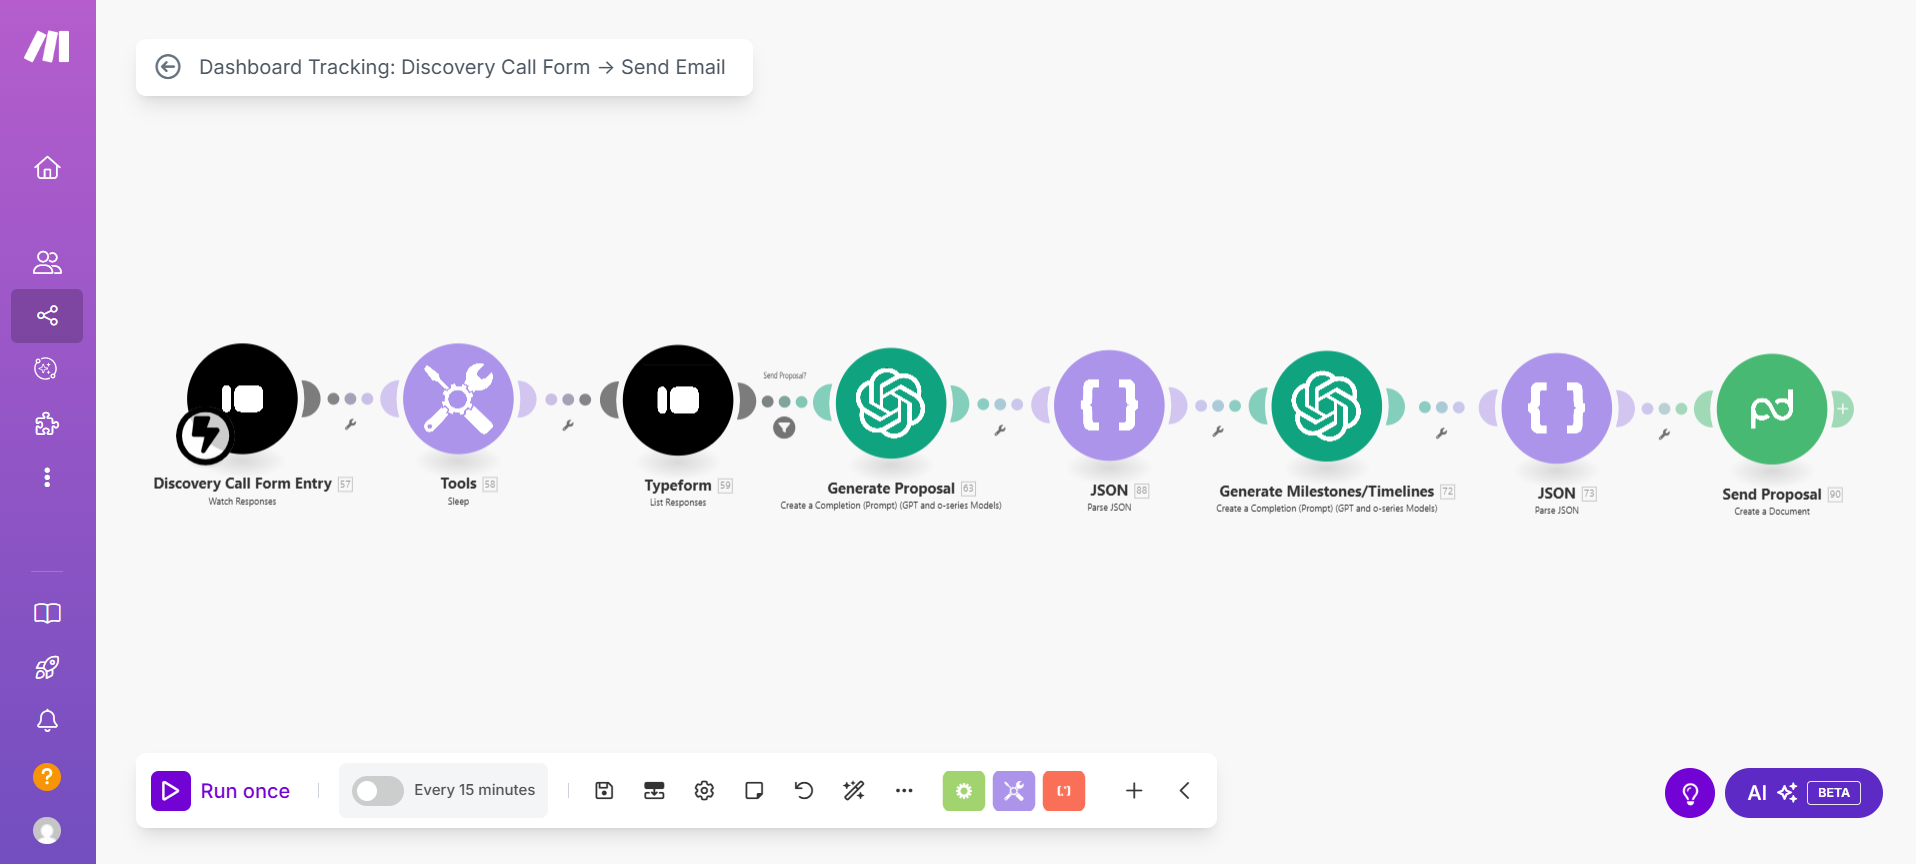 Dashboard Tracking: Discovery Call Form → Send Email
Send Proposal?
Discovery Call Form Entry 57
Watch Responses
Tools 58
Sleep
Typeform 59
List Responses
Generate Proposal 63
Create a Completion (Prompt) (GPT and o-series Models)
JSON 88
Parse JSON
Generate Milestones/Timelines 72
Create a Completion (Prompt) (GPT and o-series Models)
JSON 73
Parse JSON
Send Proposal 90
Create a Document
Run once
Every 15 minutes
AI BETA